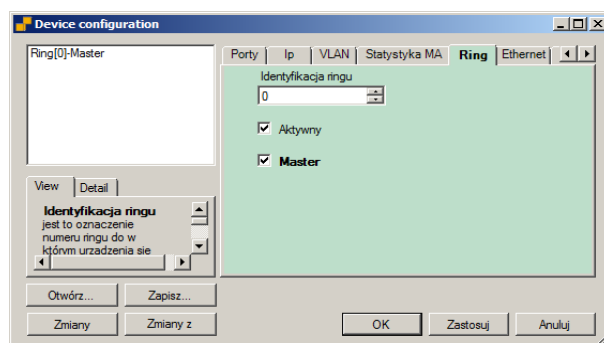 Device configuration
Ring[0]-Master
Porty Ip VLAN Statystyka MA Ring Ethernet
Identyfikacja ringu
0
Aktywny
Master
View Detail
Identyfikacja ringu
jest to oznaczenie
numeru ringu do w
którym urzadzenia sie
Otwórz... Zapisz...
Zmiany Zmiany z
OK Zastosuj Anuluj